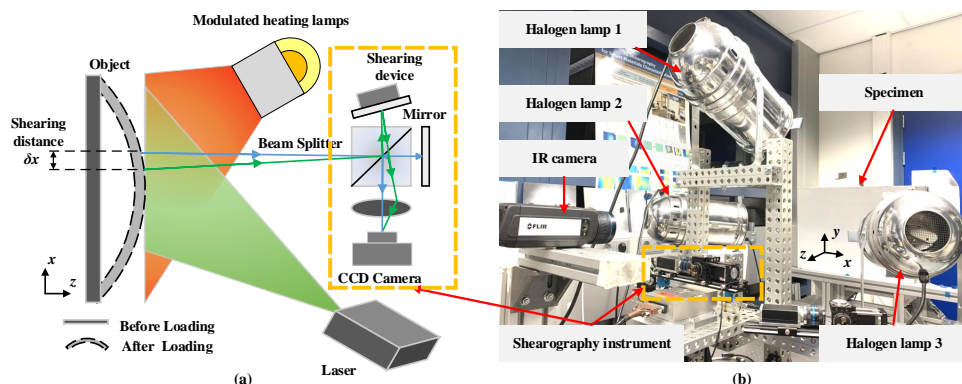 Modulated heating lamps
Object
Shearing
device
Mirror
Shearing
distance
δx
Beam Splitter
CCD Camera
x
z
Before Loading
After Loading
Laser
(a)
Halogen lamp 1
Halogen lamp 2
IR camera
Specimen
FLIR
y
z
x
Shearography instrument
Halogen lamp 3
(b)